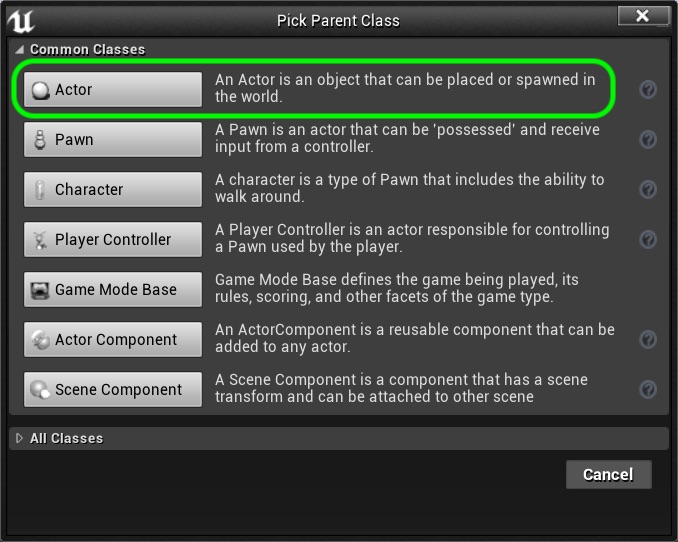 Pick Parent Class
Common Classes
Actor
An Actor is an object that can be placed or spawned in
the world.
Pawn
A Pawn is an actor that can be 'possessed' and receive
input from a controller.
Character
A character is a type of Pawn that includes the ability to
walk around.
Player Controller
A Player Controller is an actor responsible for controlling
a Pawn used by the player.
Game Mode Base
Game Mode Base defines the game being played, its
rules, scoring, and other facets of the game type.
Actor Component
An ActorComponent is a reusable component that can be
added to any actor.
Scene Component
A Scene Component is a component that has a scene
transform and can be attached to other scene
All Classes
Cancel